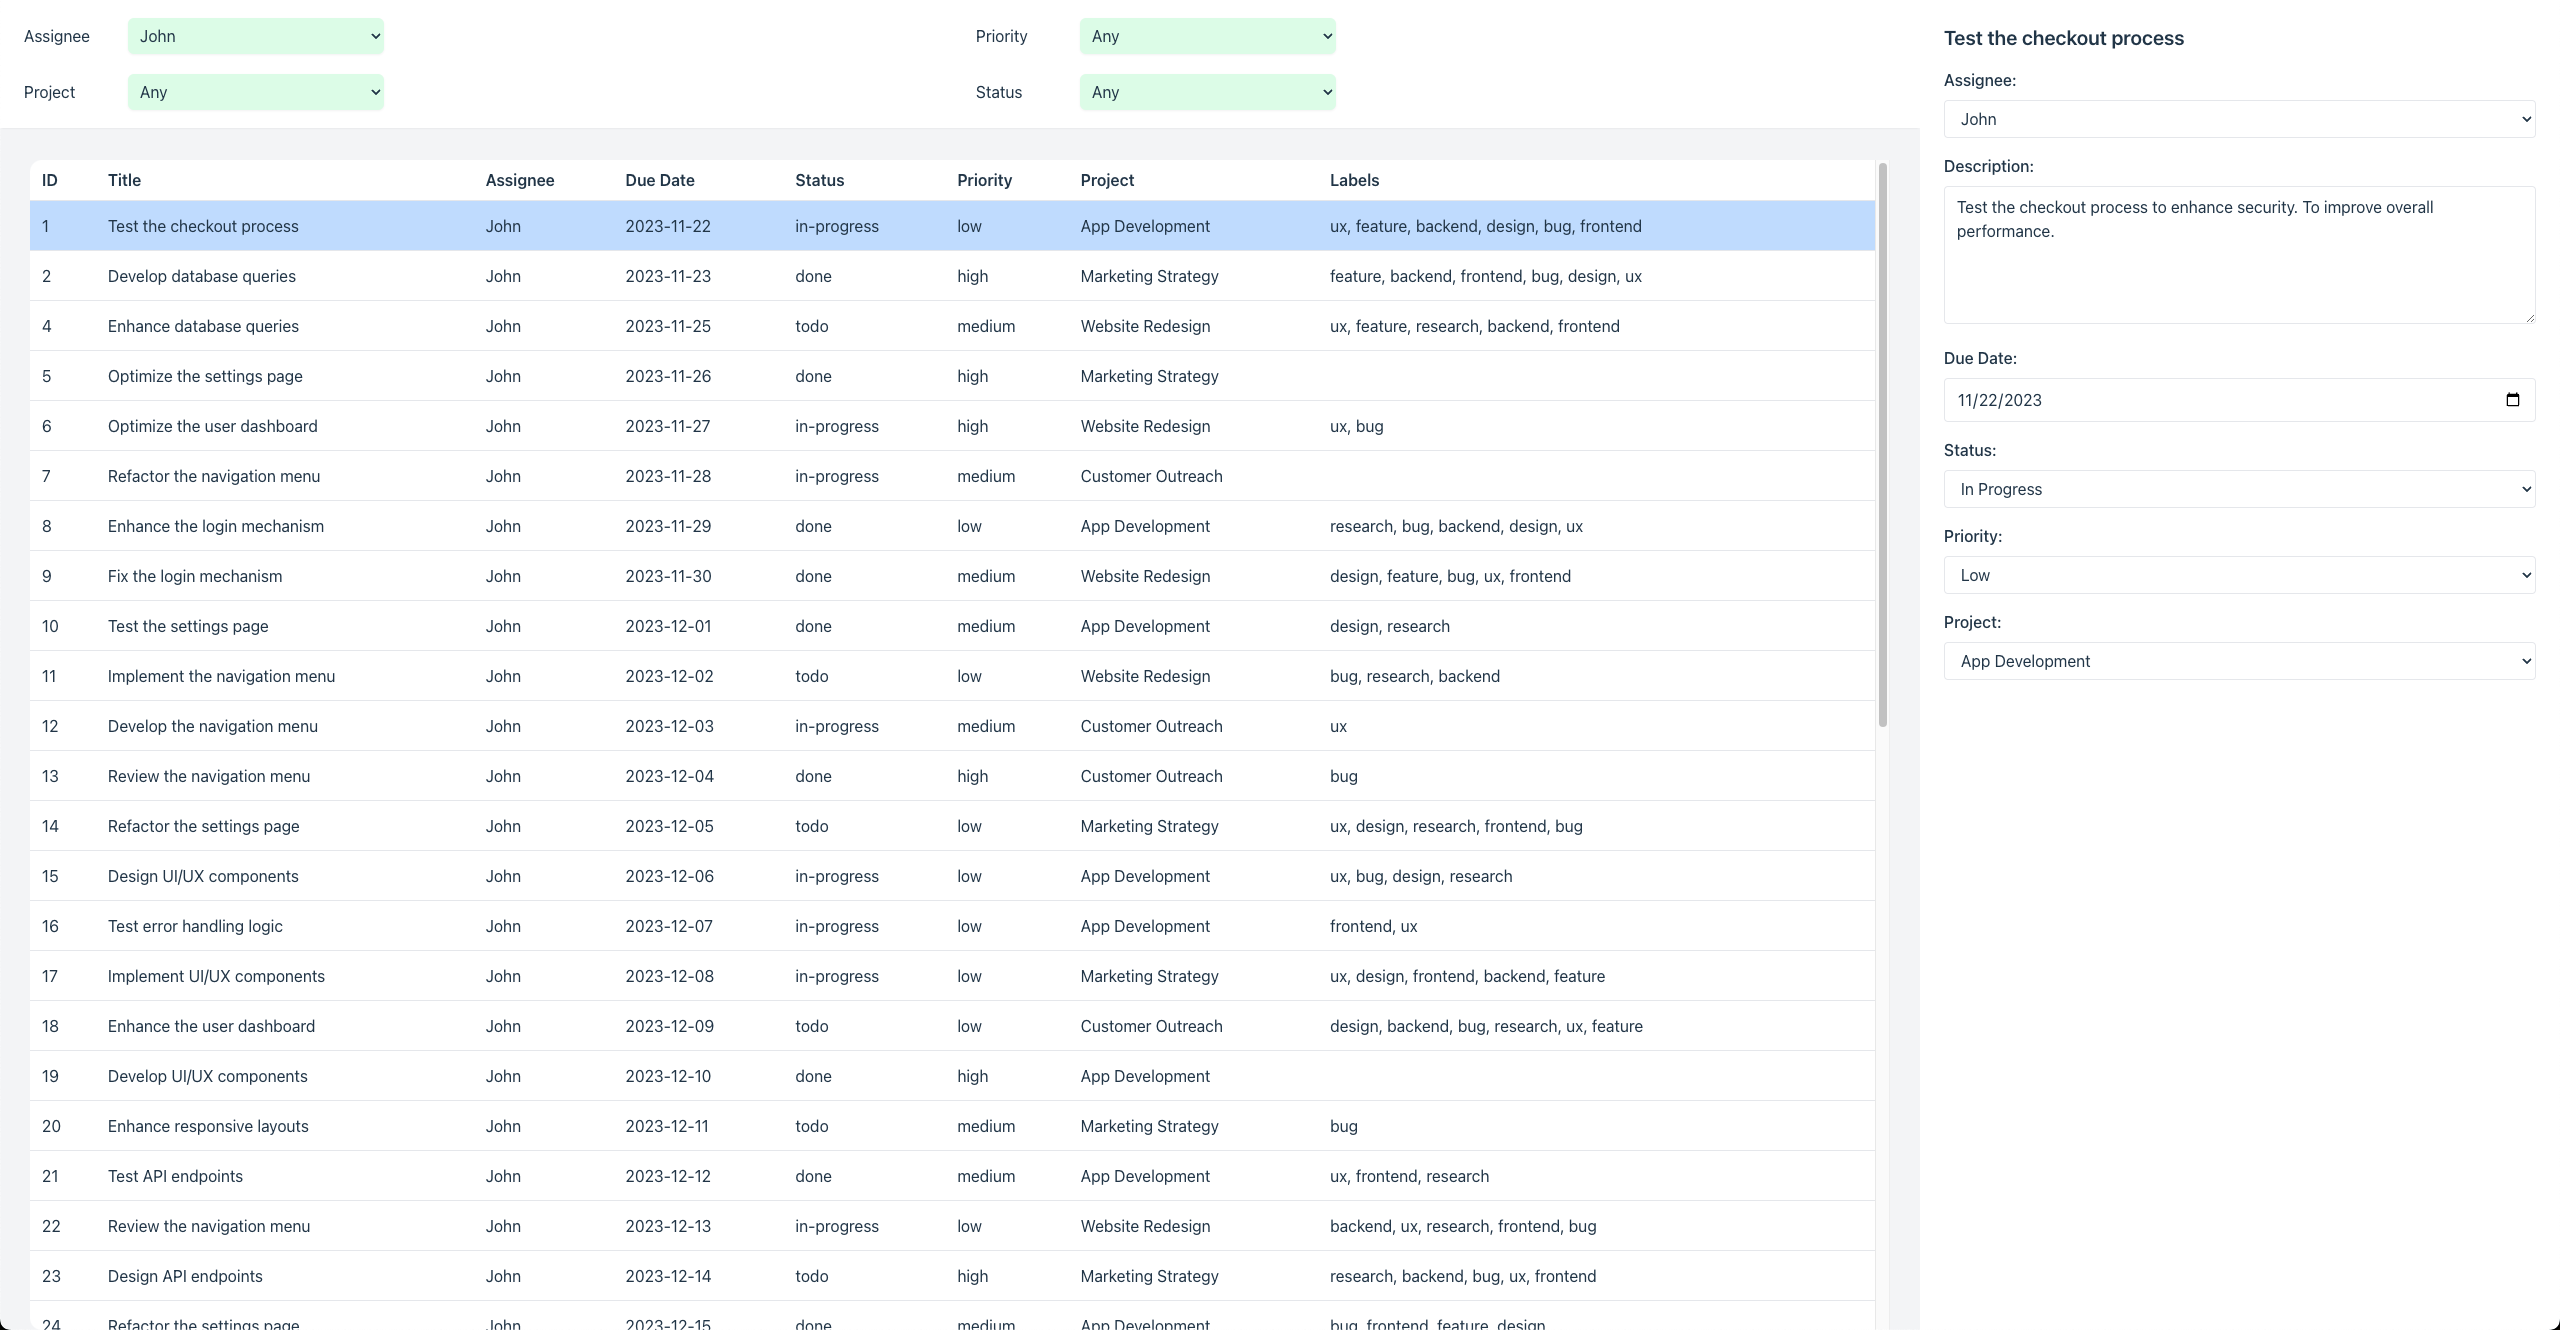 Assignee John Priority Any
Project Any Status Any
ID Title Assignee Due Date Status Priority Project Labels
1 Test the checkout process John 2023-11-22 in-progress low App Development ux, feature, backend, design, bug, frontend
2 Develop database queries John 2023-11-23 done high Marketing Strategy feature, backend, frontend, bug, design, ux
4 Enhance database queries John 2023-11-25 todo medium Website Redesign ux, feature, research, backend, frontend
5 Optimize the settings page John 2023-11-26 done high Marketing Strategy
6 Optimize the user dashboard John 2023-11-27 in-progress high Website Redesign ux, bug
7 Refactor the navigation menu John 2023-11-28 in-progress medium Customer Outreach
8 Enhance the login mechanism John 2023-11-29 done low App Development research, bug, backend, design, ux
9 Fix the login mechanism John 2023-11-30 done medium Website Redesign design, feature, bug, ux, frontend
10 Test the settings page John 2023-12-01 done medium App Development design, research
11 Implement the navigation menu John 2023-12-02 todo low Website Redesign bug, research, backend
12 Develop the navigation menu John 2023-12-03 in-progress medium Customer Outreach ux
13 Review the navigation menu John 2023-12-04 done high Customer Outreach bug
14 Refactor the settings page John 2023-12-05 todo low Marketing Strategy ux, design, research, frontend, bug
15 Design UI/UX components John 2023-12-06 in-progress low App Development ux, bug, design, research
16 Test error handling logic John 2023-12-07 in-progress low App Development frontend, ux
17 Implement UI/UX components John 2023-12-08 in-progress low Marketing Strategy ux, design, frontend, backend, feature
18 Enhance the user dashboard John 2023-12-09 todo low Customer Outreach design, backend, bug, research, ux, feature
19 Develop UI/UX components John 2023-12-10 done high App Development
20 Enhance responsive layouts John 2023-12-11 todo medium Marketing Strategy bug
21 Test API endpoints John 2023-12-12 done medium App Development ux, frontend, research
22 Review the navigation menu John 2023-12-13 in-progress low Website Redesign backend, ux, research, frontend, bug
23 Design API endpoints John 2023-12-14 todo high Marketing Strategy research, backend, bug, ux, frontend
24 Refactor the settings page John 2023-12-15 done medium App Development bug, frontend, feature, design
Test the checkout process
Assignee:
John
Description:
Test the checkout process to enhance security. To improve overall
performance.
Due Date:
11/22/2023
Status:
In Progress
Priority:
Low
Project:
App Development